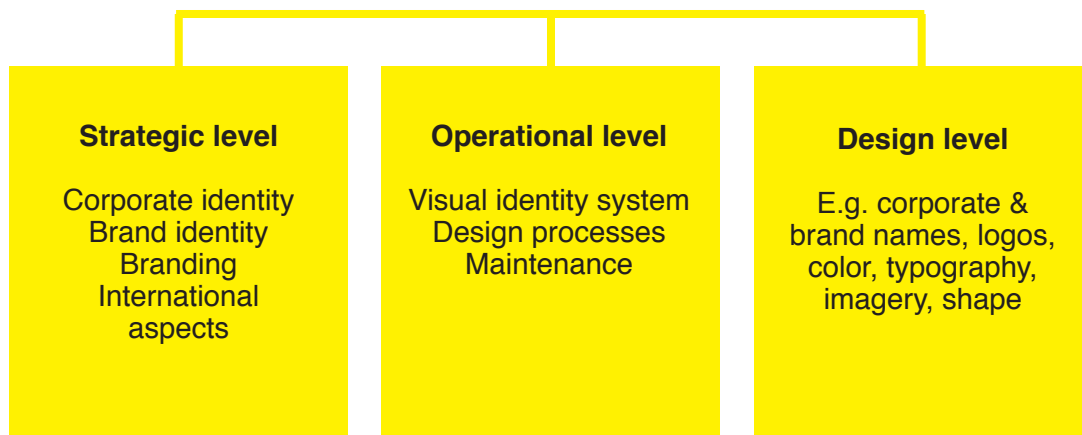 Strategic level
Corporate identity
Brand identity
Branding
International
aspects
Operational level
Visual identity system
Design processes
Maintenance
Design level
E.g. corporate &
brand names, logos,
color, typography,
imagery, shape